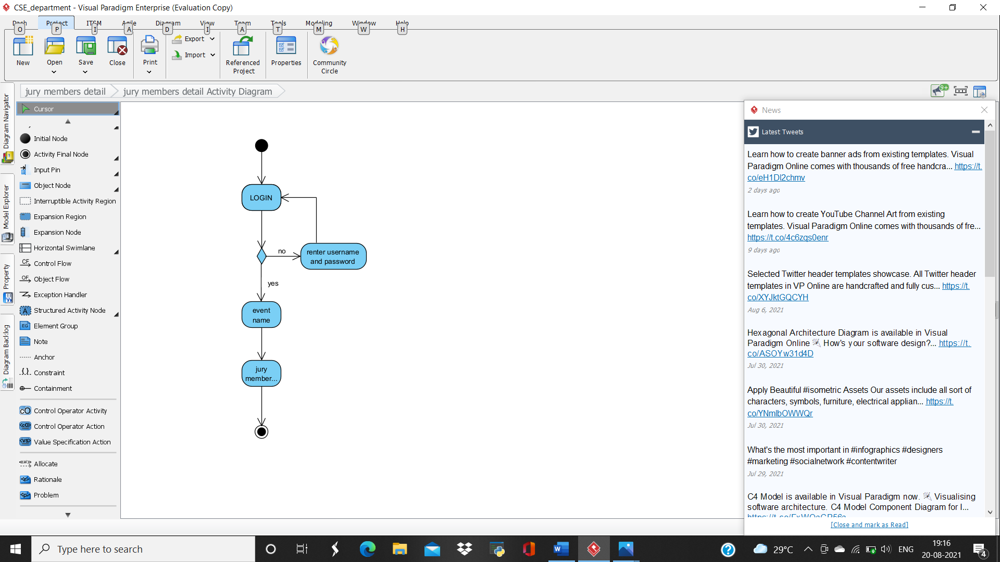 CSE_department - Visual Paradigm Enterprise (Evaluation Copy)
Dash Project ITSM Agile Diagram View Team Tools Modeling Window Help
O P I A D I A T M W H
New
Open
Save
Close
Print
Export
Import
Referenced
Project
Properties
Community
Circle
jury members detail
jury members detail Activity Diagram
9+
Diagram Navigator
Model Explorer
Property
Diagram Backlog
Cursor
Initial Node
Activity Final Node
Input Pin
Object Node
Interruptible Activity Region
Expansion Region
Expansion Node
Horizontal Swimlane
CF Control Flow
OF Object Flow
Exception Handler
A Structured Activity Node
EG Element Group
Note
Anchor
Constraint
Containment
cO Control Operator Activity
«cO» Control Operator Action
«VS» Value Specification Action
Allocate
«r» Rationale
«p» Problem
LOGIN
no
renter username
and password
yes
event
name
jury
member...
News
Latest Tweets
Learn how to create banner ads from existing templates. Visual
Paradigm Online comes with thousands of free handcra... https://t.
co/eH1Dl2chmv
2 days ago
Learn how to create YouTube Channel Art from existing
templates. Visual Paradigm Online comes with thousands of fre...
https://t.co/4c6zqs0enr
9 days ago
Selected Twitter header templates showcase. All Twitter header
templates in VP Online are handcrafted and fully cus... https://t.
co/XYJktGQCYH
Aug 6, 2021
Hexagonal Architecture Diagram is available in Visual
Paradigm Online How's your software design?... https://t.
co/ASOYw31d4D
Jul 30, 2021
Apply Beautiful #isometric Assets Our assets include all sort of
characters, symbols, furniture, electrical applian... https://t.
co/YNmlbOWWQr
Jul 30, 2021
What's the most important in #infographics #designers
#marketing #socialnetwork #contentwriter
Jul 29, 2021
C4 Model is available in Visual Paradigm now. Visualising
software architecture. C4 Model Component Diagram for I...
[Close and mark as Read]
Type here to search
29°C
ENG
19:16
20-08-2021
4